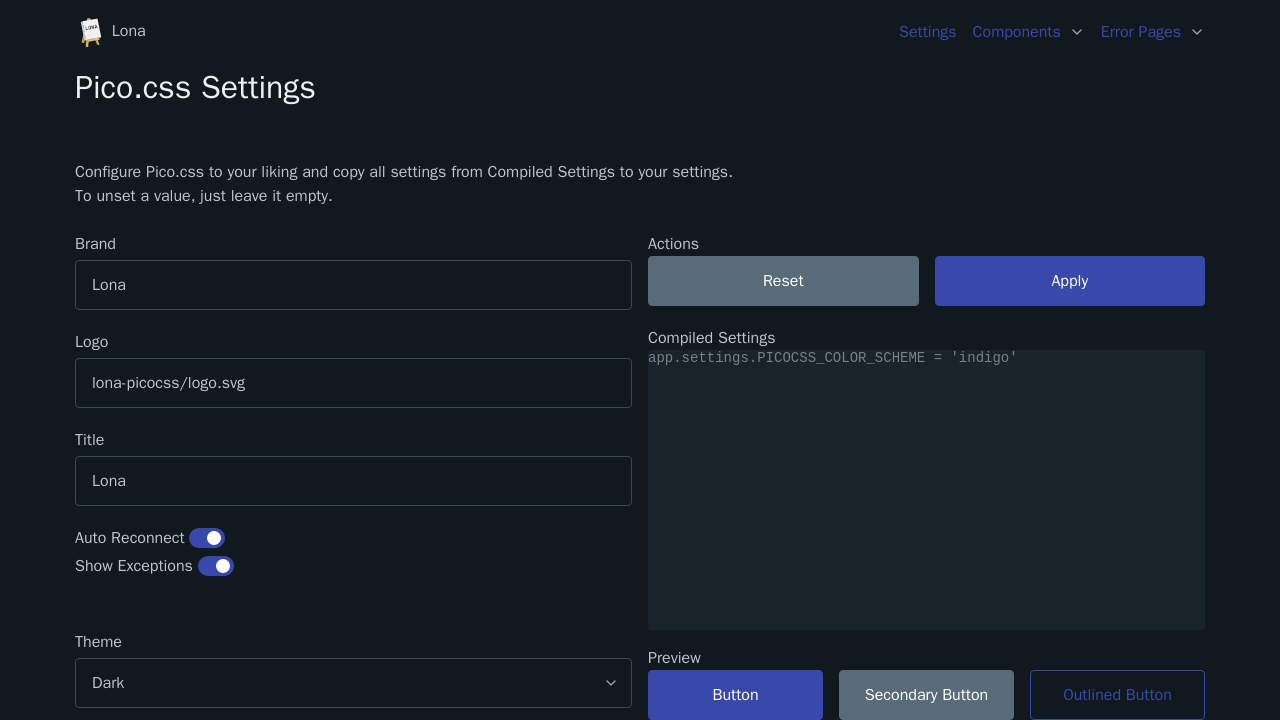 LONA
Lona
Settings
Components
Error Pages
Pico.css Settings
Configure Pico.css to your liking and copy all settings from Compiled Settings to your settings.
To unset a value, just leave it empty.
Brand
Lona
Logo
lona-picocss/logo.svg
Title
Lona
Auto Reconnect
Show Exceptions
Theme
Dark
Actions
Reset
Apply
Compiled Settings
app.settings.PICOCSS_COLOR_SCHEME = 'indigo'
Preview
Button
Secondary Button
Outlined Button